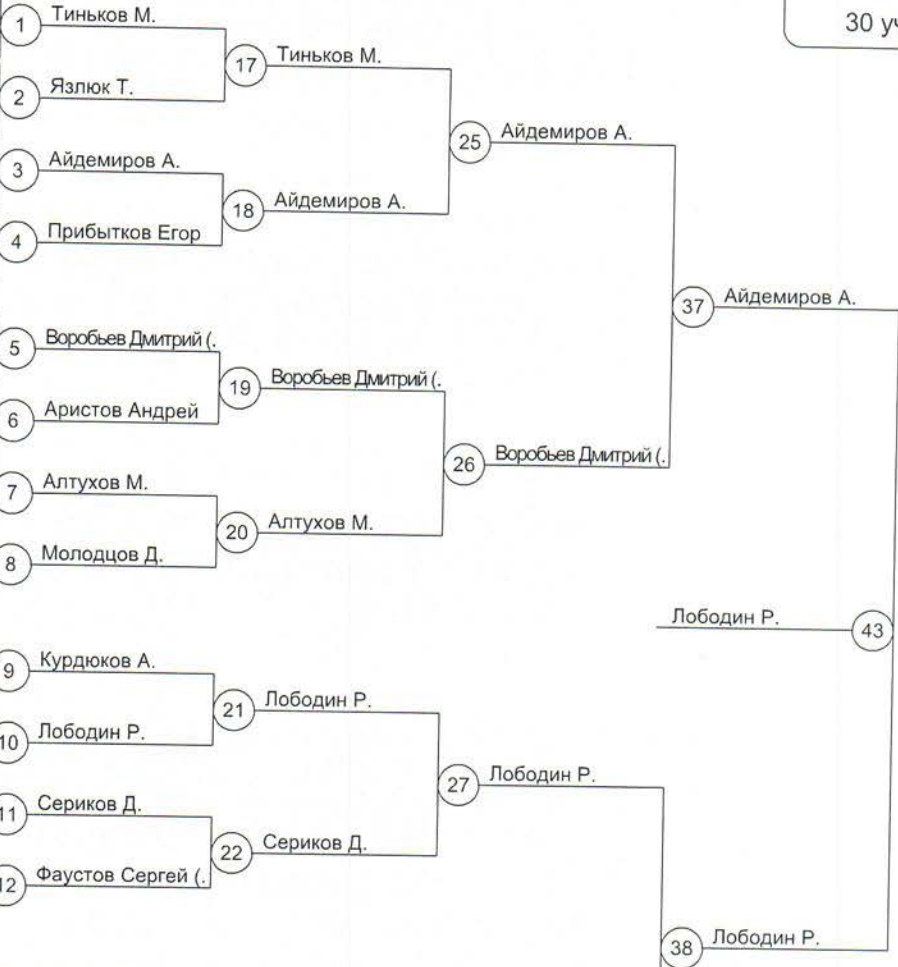 30 уч
1 Тиньков М.
17 Тиньков М.
2 Язлюк Т.
25 Айдемиров А.
3 Айдемиров А.
18 Айдемиров А.
4 Прибытков Егор
37 Айдемиров А.
5 Воробьев Дмитрий (.
19 Воробьев Дмитрий (.
6 Аристов Андрей
26 Воробьев Дмитрий (.
7 Алтухов М.
20 Алтухов М.
8 Молодцов Д.
Лободин Р. 43
9 Курдюков А.
21 Лободин Р.
10 Лободин Р.
27 Лободин Р.
11 Сериков Д.
22 Сериков Д.
12 Фаустов Сергей (.
38 Лободин Р.